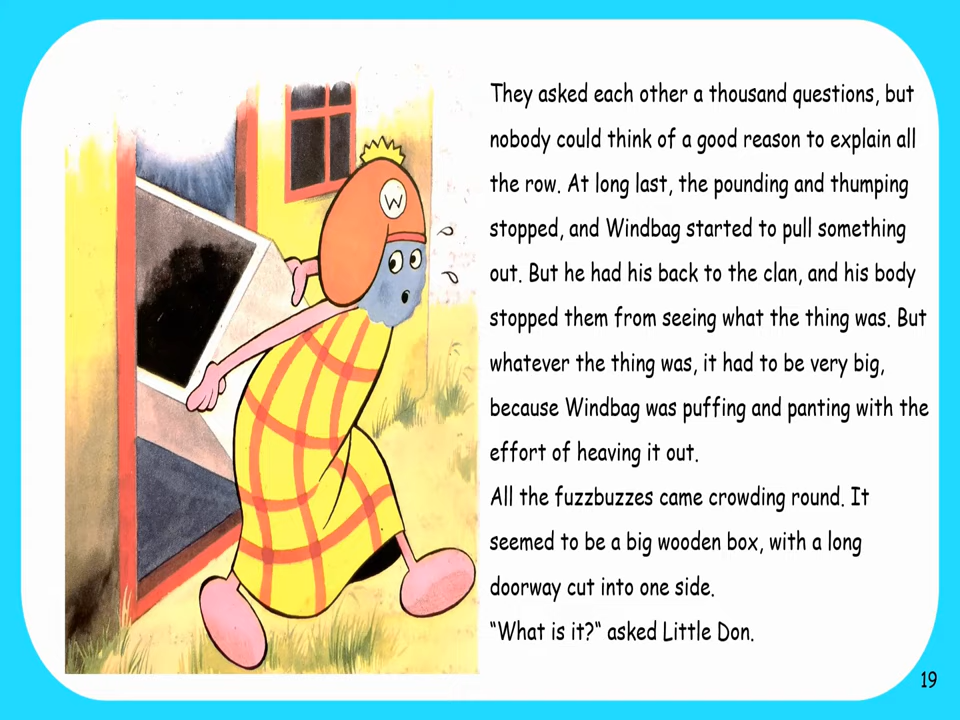 They asked each other a thousand questions, but
nobody could think of a good reason to explain all
the row. At long last, the pounding and thumping
stopped, and Windbag started to pull something
out. But he had his back to the clan, and his body
stopped them from seeing what the thing was. But
whatever the thing was, it had to be very big,
because Windbag was puffing and panting with the
effort of heaving it out.
All the fuzzbuzzes came crowding round. It
seemed to be a big wooden box, with a long
doorway cut into one side.
“What is it?“ asked Little Don.
W
19